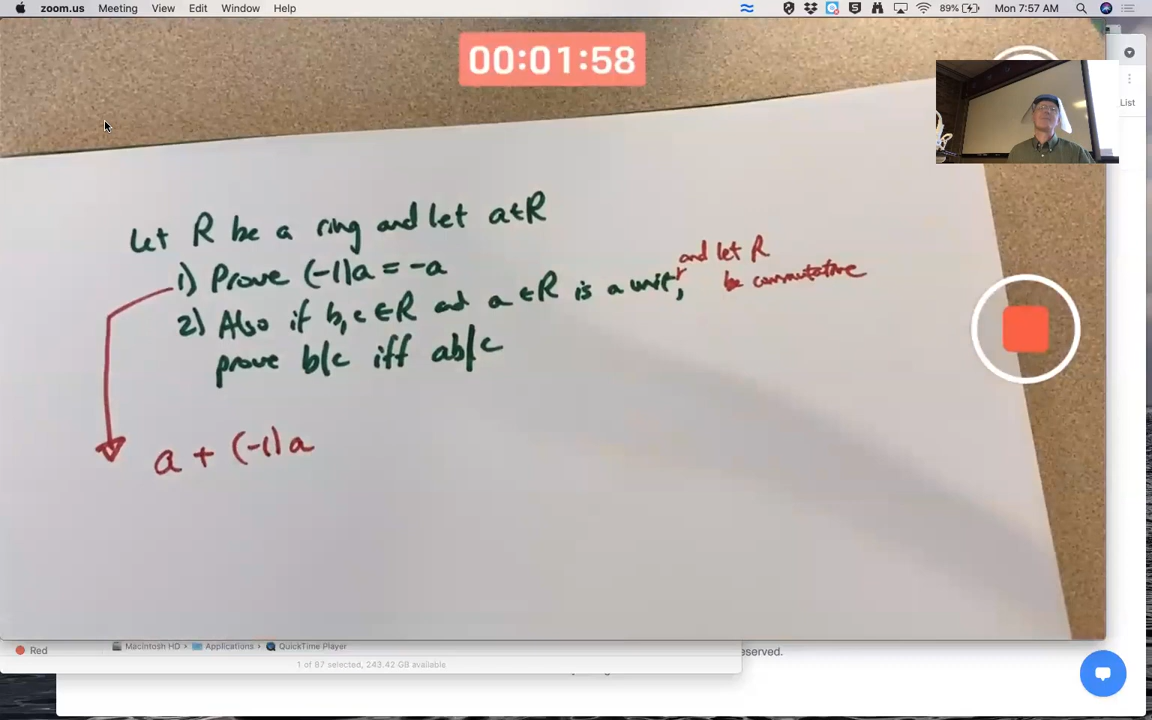 zoom.us Meeting View Edit Window Help 89% Mon 7:57 AM
00:01:58
List
Let R be a ring and let a∈R
1) Prove (-1)a = -a
and let R
be commutative
2) Also if b, c ∈ R and a ∈ R is a unit,
prove b|c iff ab|c
a + (-1)a
Red
Macintosh HD › Applications › QuickTime Player
1 of 87 selected, 243.42 GB available
eserved.